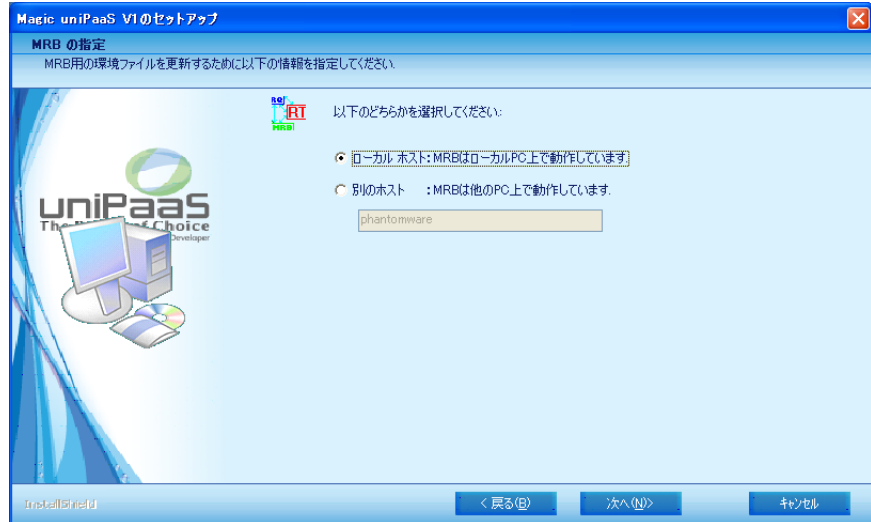 Magic uniPaaS V1のセットアップ
MRB の指定
MRB用の環境ファイルを更新するために以下の情報を指定してください.
RT
MRB
以下のどちらかを選択してください:
ローカル ホスト: MRBはローカルPC上で動作しています.
別のホスト :MRBは他のPC上で動作しています.
phantomware
uniPaaS
The of Choice
Developer
InstallShield
< 戻る(B)
次へ(N)>
キャンセル